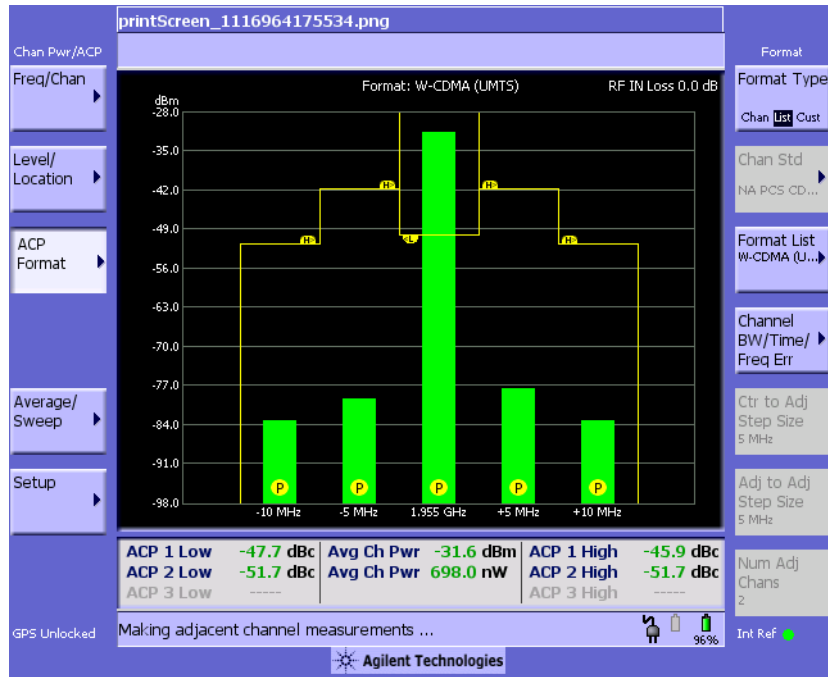 printScreen_1116964175534.png
Chan Pwr/ACP
Freq/Chan
Level/
Location
ACP
Format
Average/
Sweep
Setup
GPS Unlocked
Format: W-CDMA (UMTS)
RF IN Loss 0.0 dB
dBm
-28.0
-35.0
-42.0
-49.0
-56.0
-63.0
-70.0
-77.0
-84.0
-91.0
-98.0
H
H
H
L
H
P P P P P
-10 MHz -5 MHz 1.955 GHz +5 MHz +10 MHz
ACP 1 Low -47.7 dBc Avg Ch Pwr -31.6 dBm ACP 1 High -45.9 dBc
ACP 2 Low -51.7 dBc Avg Ch Pwr 698.0 nW ACP 2 High -51.7 dBc
ACP 3 Low ----- ACP 3 High -----
Making adjacent channel measurements ...
96%
Agilent Technologies
Format
Format Type
Chan List Cust
Chan Std
NA PCS CD...
Format List
W-CDMA (U...
Channel
BW/Time/
Freq Err
Ctr to Adj
Step Size
5 MHz
Adj to Adj
Step Size
5 MHz
Num Adj
Chans
2
Int Ref